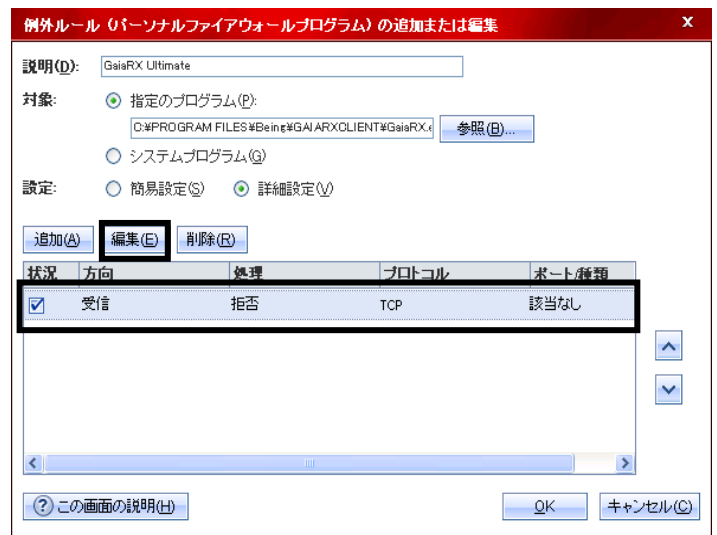 例外ルール (パーソナルファイアウォールプログラム) の追加または編集 x
説明(D): GaiaRX Ultimate
対象: 指定のプログラム(P):
C:¥PROGRAM FILES¥Being¥GAIARXCLIENT¥GaiaRX.e 参照(B)...
システムプログラム(G)
設定: 簡易設定(S) 詳細設定(V)
追加(A) 編集(E) 削除(R)
状況 方向 処理 プロトコル ポート/種類
受信 拒否 TCP 該当なし
? この画面の説明(H) OK キャンセル(C)